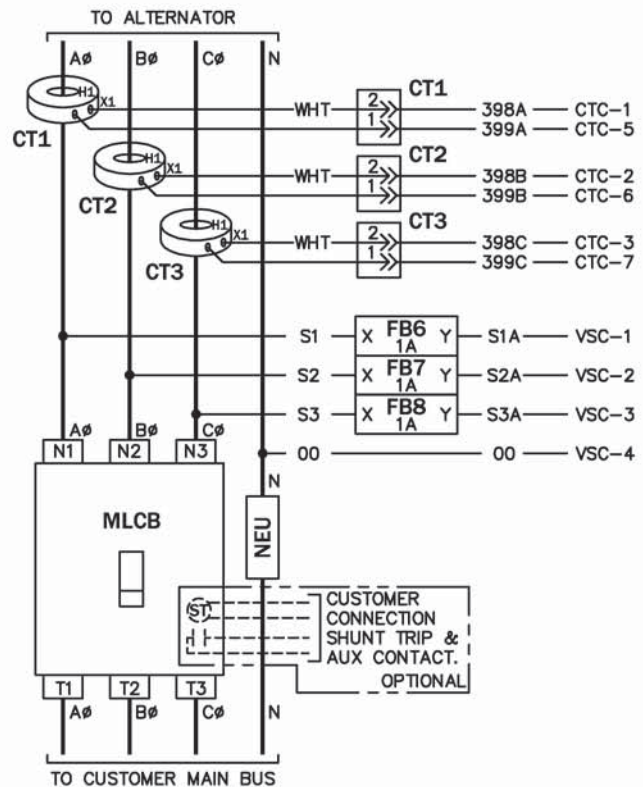 TO ALTERNATOR
AØ BØ CØ N
H1 X1 CT1
WHT 2 CT1 398A CTC-1
1 399A CTC-5
H1 X1 CT2
WHT 2 CT2 398B CTC-2
1 399B CTC-6
H1 X1 CT3
WHT 2 CT3 398C CTC-3
1 399C CTC-7
S1 X FB6 1A Y S1A VSC-1
S2 X FB7 1A Y S2A VSC-2
S3 X FB8 1A Y S3A VSC-3
00 00 VSC-4
AØ BØ CØ
N1 N2 N3
N
MLCB
NEU
ST
CUSTOMER
CONNECTION
SHUNT TRIP &
AUX CONTACT.
OPTIONAL
T1 T2 T3
AØ BØ CØ N
TO CUSTOMER MAIN BUS